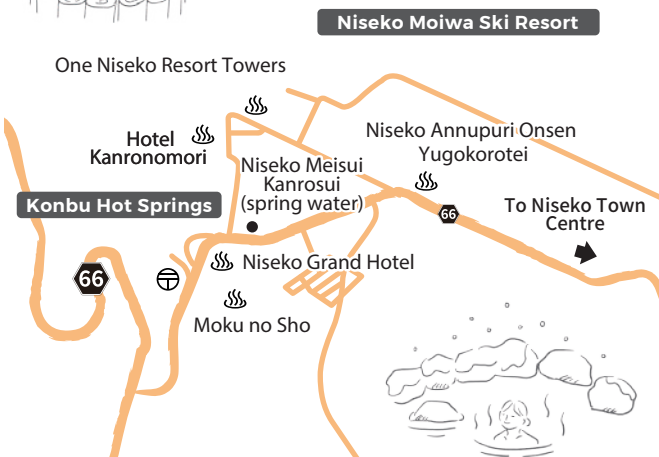 Niseko Moiwa Ski Resort
One Niseko Resort Towers
Hotel
Kanronomori
Niseko Annupuri Onsen
Yugokorotei
Niseko Meisui
Kanrosui
(spring water)
Konbu Hot Springs
66
To Niseko Town
Centre
66
Niseko Grand Hotel
Moku no Sho